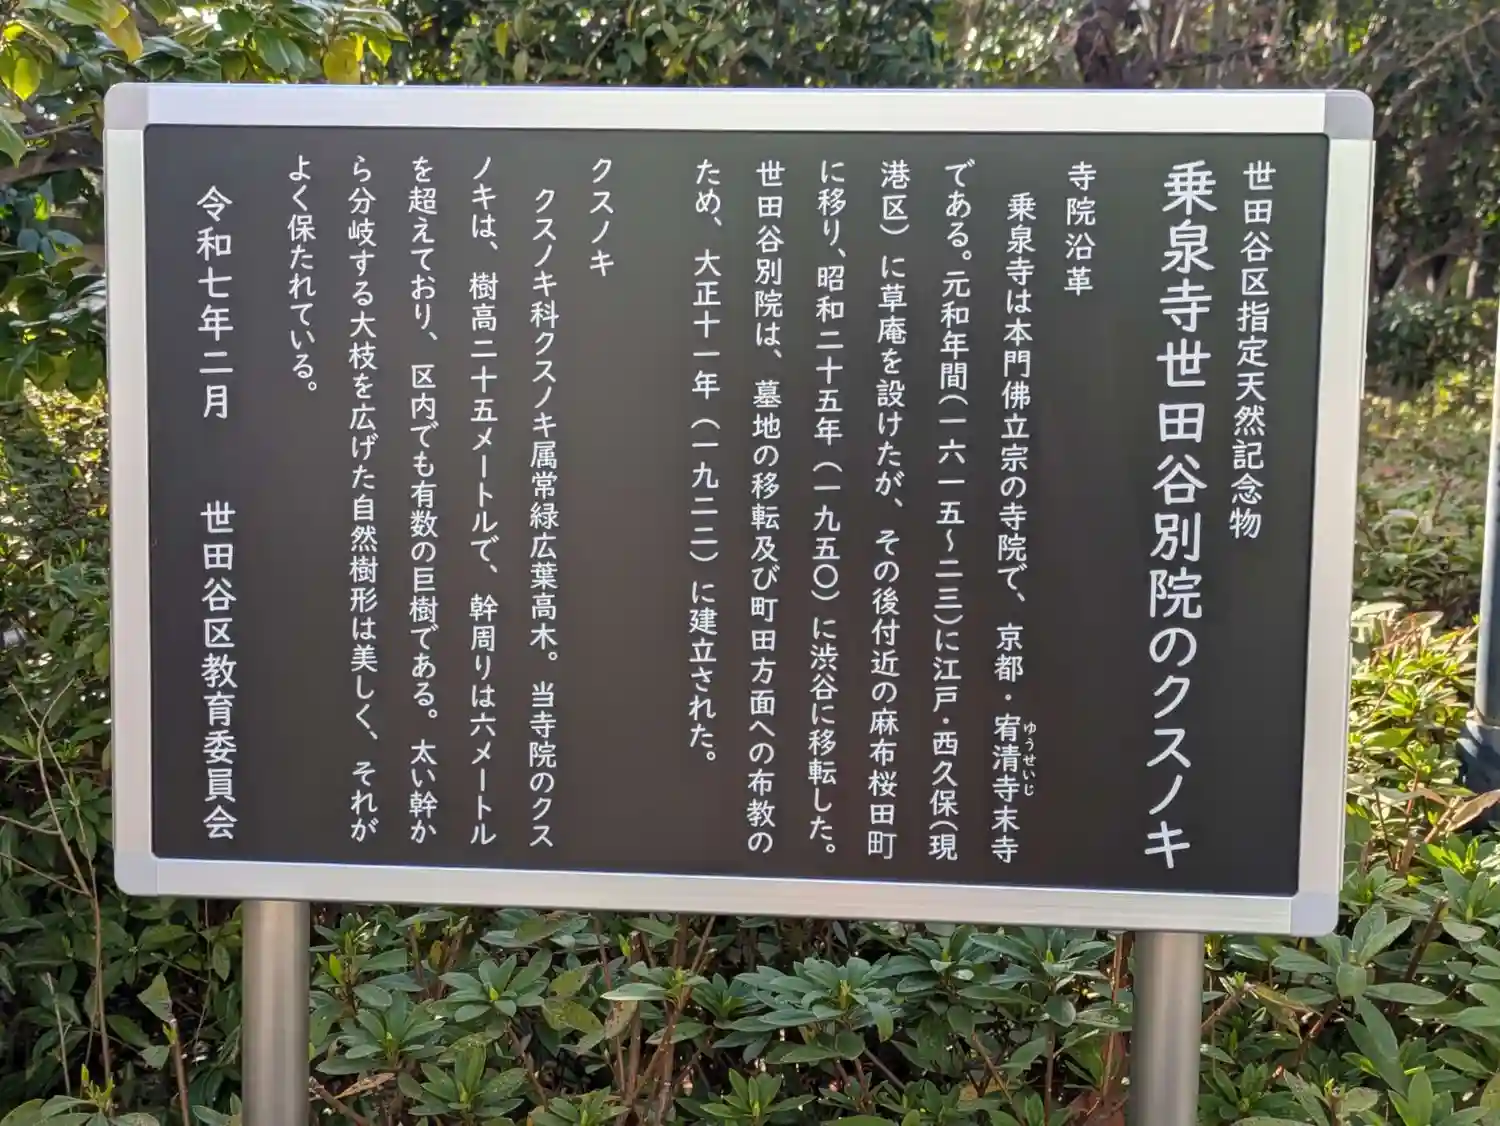 世田谷区指定天然記念物
乗泉寺世田谷別院のクスノキ
寺院沿革
乗泉寺は本門佛立宗の寺院で、京都・宥清寺末寺
ゆうせいじ
である。元和年間（一六一五～二三）に江戸・西久保（現
港区）に草庵を設けたが、その後付近の麻布桜田町
に移り、昭和二十五年（一九五〇）に渋谷に移転した。
世田谷別院は、墓地の移転及び町田方面への布教の
ため、大正十一年（一九二二）に建立された。
クスノキ
クスノキ科クスノキ属常緑広葉高木。当寺院のクス
ノキは、樹高二十五メートルで、幹周りは六メートル
を超えており、区内でも有数の巨樹である。太い幹か
ら分岐する大枝を広げた自然樹形は美しく、それが
よく保たれている。
令和七年二月 世田谷区教育委員会